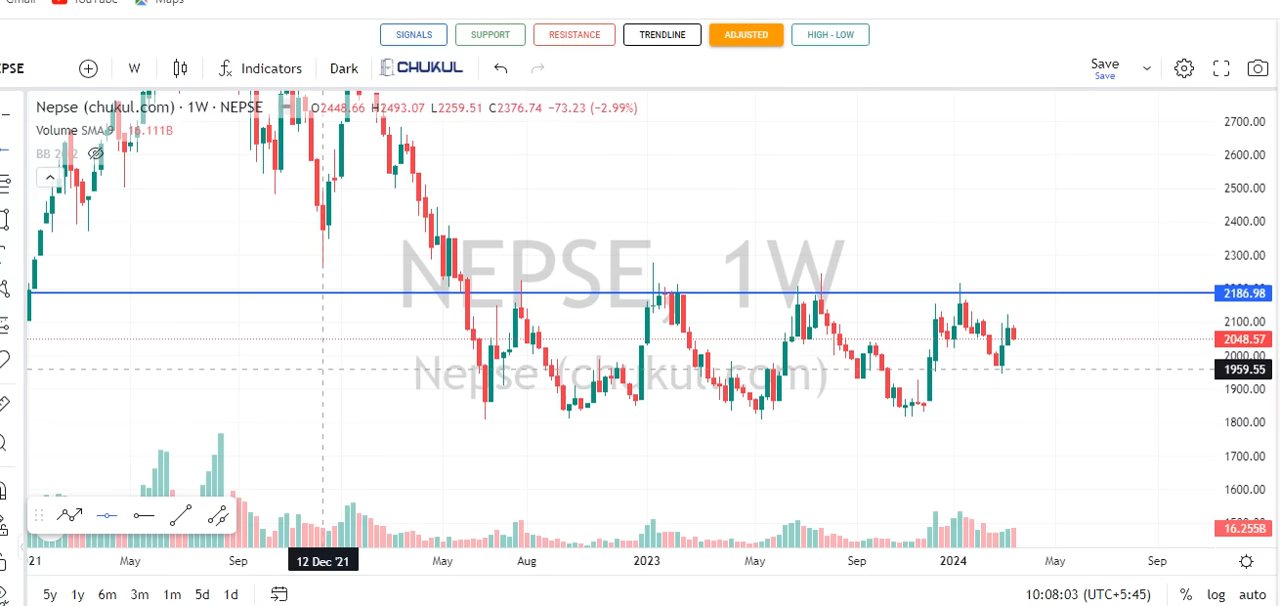 Gmail YouTube Maps
SIGNALS SUPPORT RESISTANCE TRENDLINE ADJUSTED HIGH - LOW
EPSE W Indicators Dark CHUKUL Save
Save
Nepse (chukul.com) · 1W · NEPSE O2448.66 H2493.07 L2259.51 C2376.74 −73.23 (−2.99%)
Volume SMA 9 16.111B
BB 20 2
NEPSE, 1W
Nepse (chukul.com)
2700.00
2600.00
2500.00
2400.00
2300.00
2186.98
2100.00
2048.57
2000.00
1959.55
1900.00
1800.00
1700.00
1600.00
16.255B
21 May Sep 12 Dec '21 May Aug 2023 May Sep 2024 May Sep
5y 1y 6m 3m 1m 5d 1d 10:08:03 (UTC+5:45) % log auto